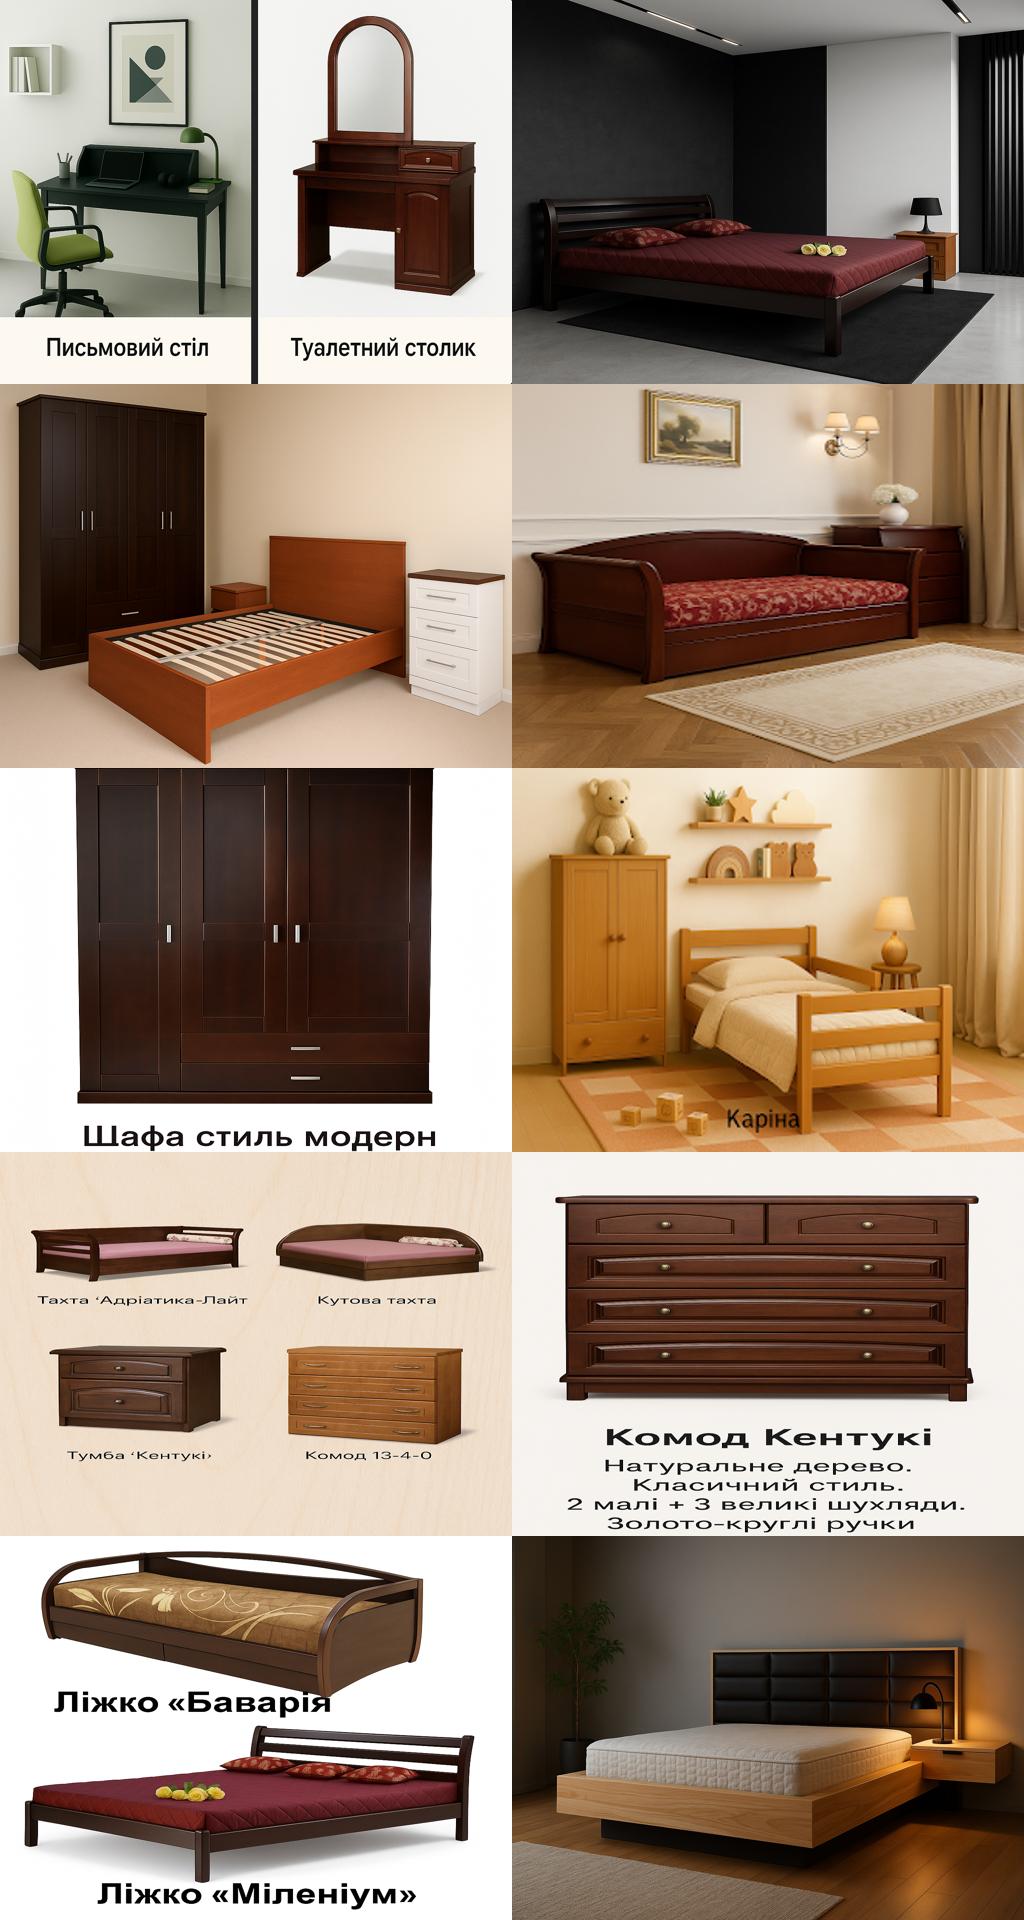 Письмовий стіл
Туалетний столик
Шафа стиль модерн
Каріна
Тахта ‘Адріатика-Лайт
Кутова тахта
Тумба ‘Кентукі›
Комод 13-4-0
Комод Кентукі
Натуральне дерево.
Класичний стиль.
2 малі + 3 великі шухляди.
Золото-круглі ручки
Ліжко «Баварія
Ліжко «Міленіум»